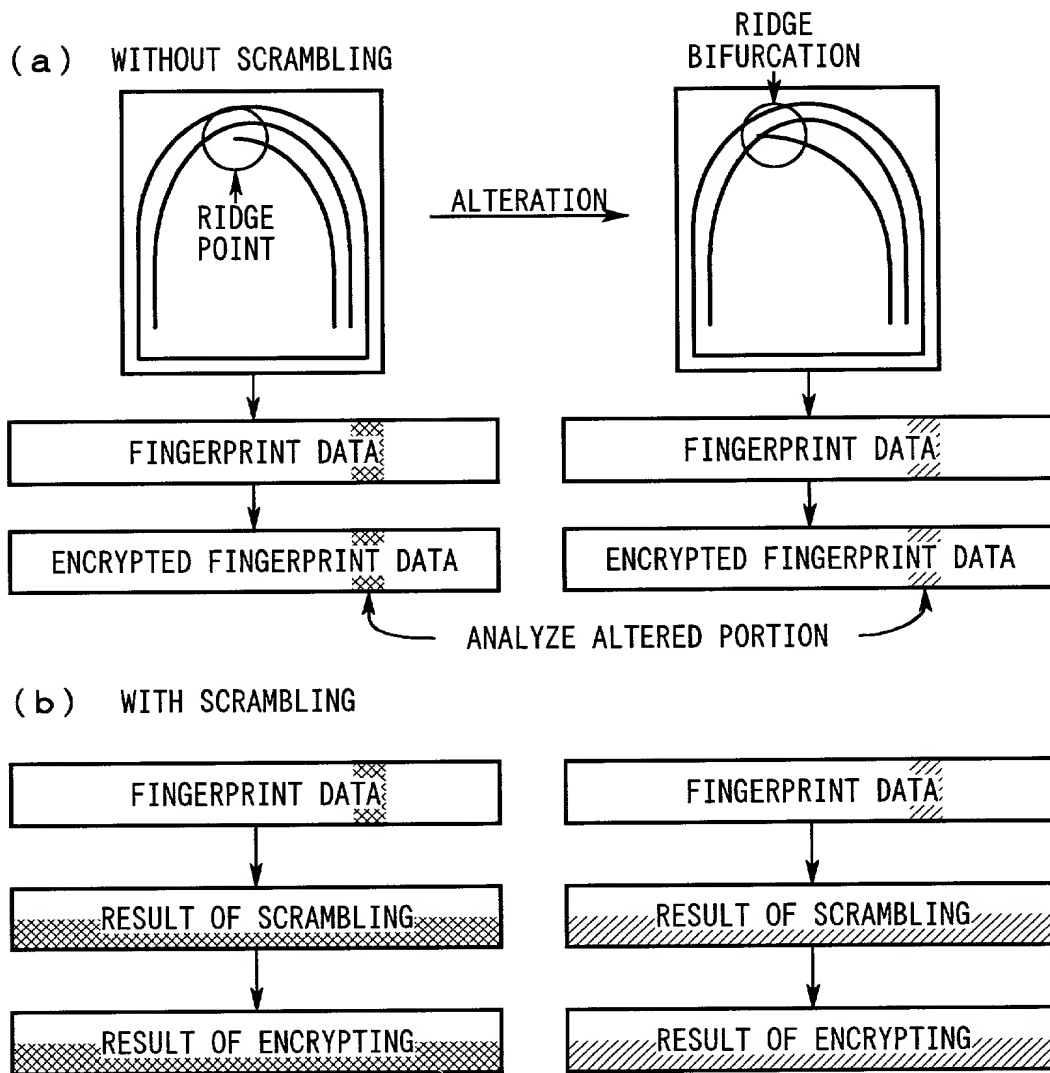 (a) WITHOUT SCRAMBLING
RIDGE
BIFURCATION
RIDGE
POINT
ALTERATION
FINGERPRINT DATA
FINGERPRINT DATA
ENCRYPTED FINGERPRINT DATA
ENCRYPTED FINGERPRINT DATA
ANALYZE ALTERED PORTION
(b) WITH SCRAMBLING
FINGERPRINT DATA
FINGERPRINT DATA
RESULT OF SCRAMBLING
RESULT OF SCRAMBLING
RESULT OF ENCRYPTING
RESULT OF ENCRYPTING